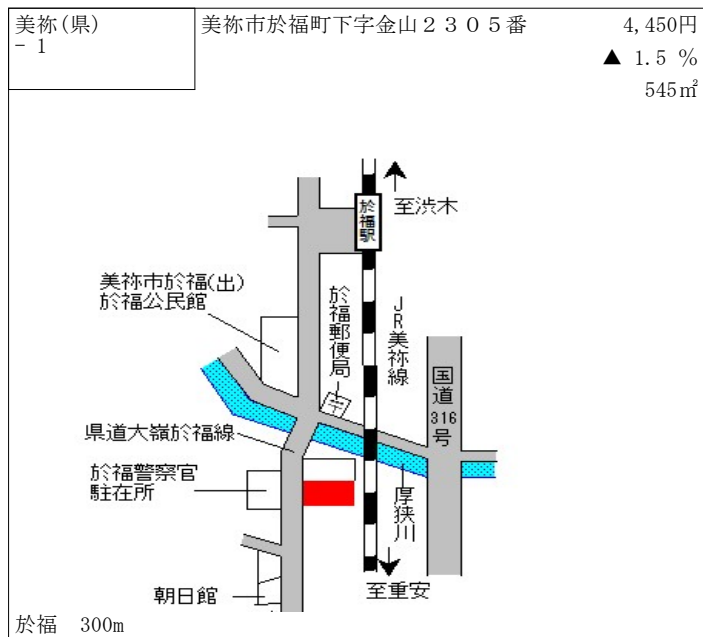 美祢(県)
- 1
美祢市於福町下字金山２３０５番
4,450円
▲ 1.5 %
545㎡
於福駅
至渋木
美祢市於福(出)
於福公民館
於福郵便局
JR美祢線
国道316号
県道大嶺於福線
於福警察官
駐在所
厚狭川
朝日館
至重安
於福　300m